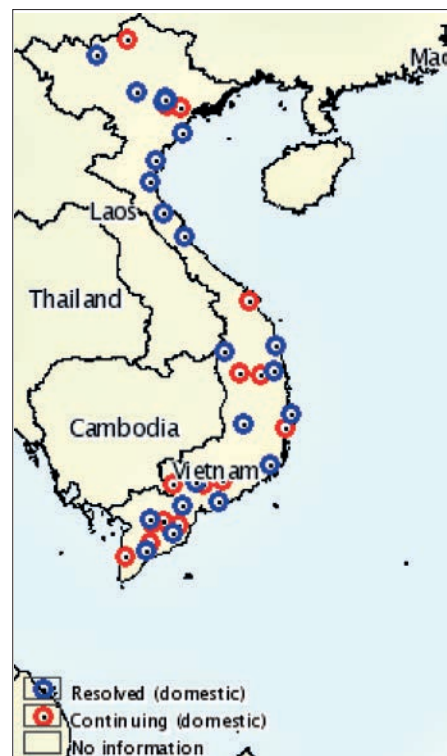 Mac
Laos
Thailand
Cambodia
Vietnam
Resolved (domestic)
Continuing (domestic)
No information